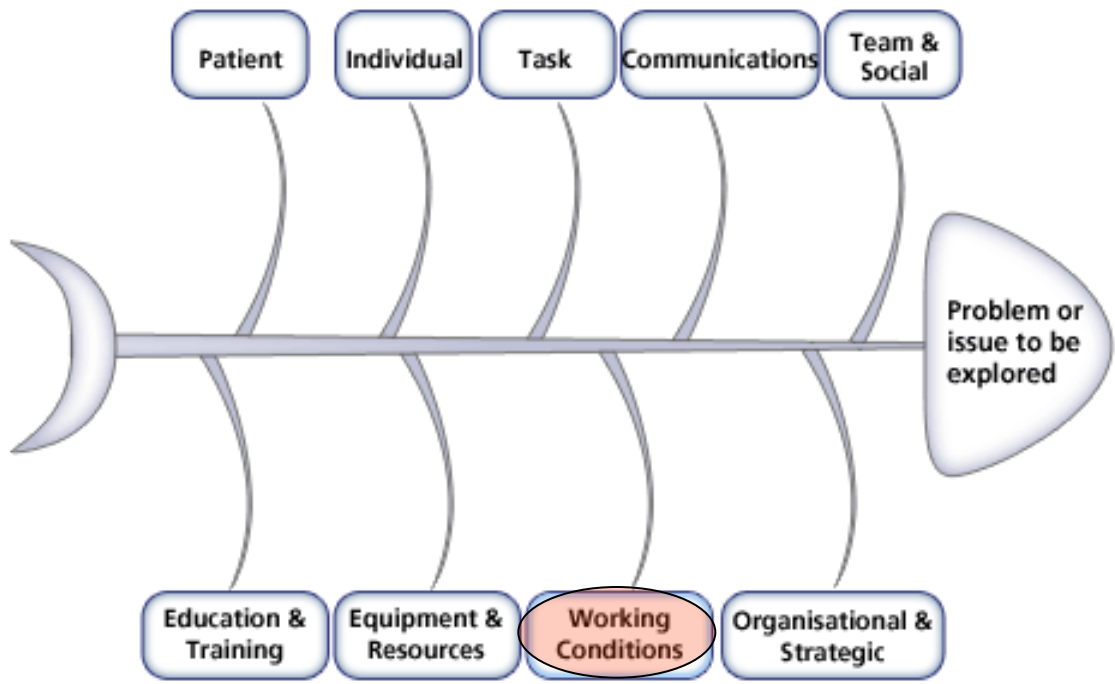 Patient
Individual
Task
Communications
Team &
Social
Problem or
issue to be
explored
Education &
Training
Equipment &
Resources
Working
Conditions
Organisational &
Strategic